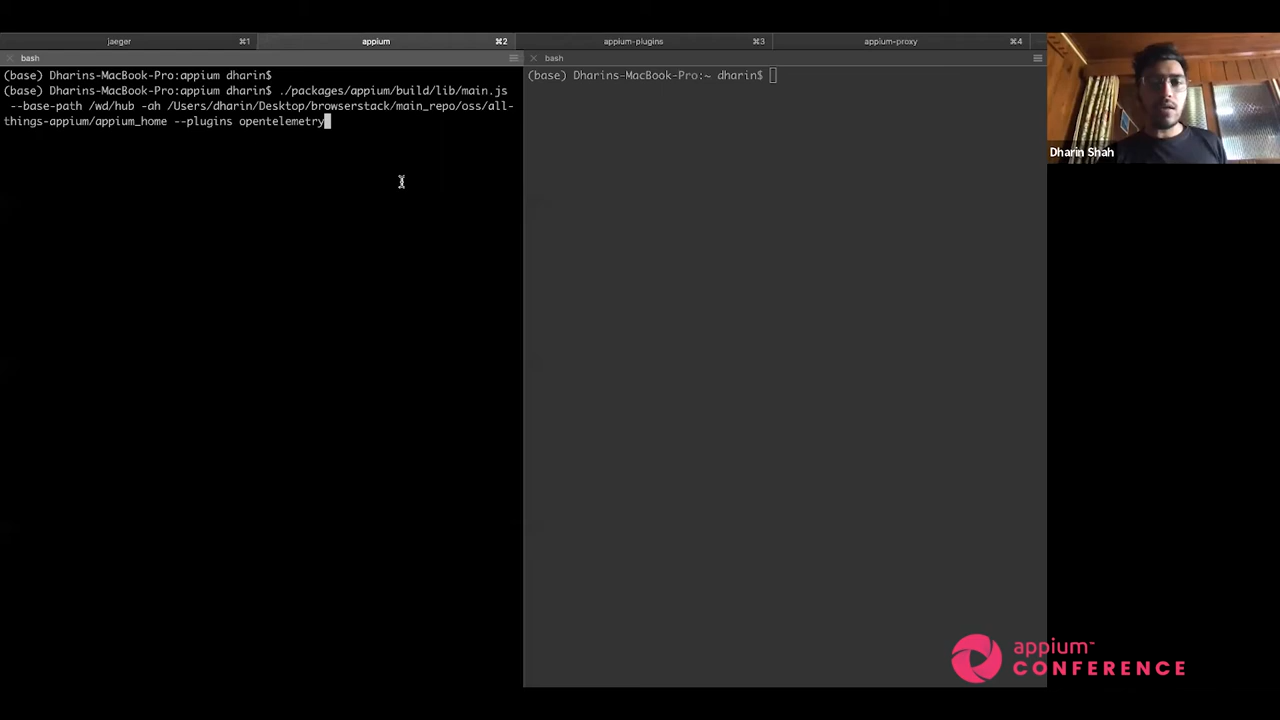 jaeger ⌘1 appium ⌘2 appium-plugins ⌘3 appium-proxy ⌘4
bash
bash
(base) Dharins-MacBook-Pro:appium dharin$
(base) Dharins-MacBook-Pro:appium dharin$ ./packages/appium/build/lib/main.js
--base-path /wd/hub -ah /Users/dharin/Desktop/browserstack/main_repo/oss/all-
things-appium/appium_home --plugins opentelemetry
(base) Dharins-MacBook-Pro:~ dharin$
Dharin Shah
appium™
CONFERENCE